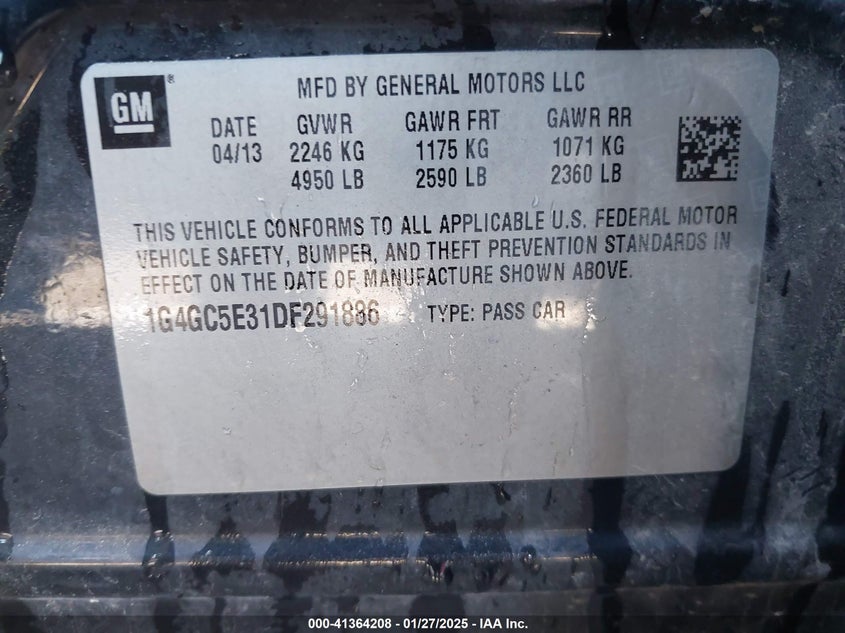 GM®
MFD BY GENERAL MOTORS LLC
DATE GVWR GAWR FRT GAWR RR
04/13 2246 KG 1175 KG 1071 KG
4950 LB 2590 LB 2360 LB
THIS VEHICLE CONFORMS TO ALL APPLICABLE U.S. FEDERAL MOTOR
VEHICLE SAFETY, BUMPER, AND THEFT PREVENTION STANDARDS IN
EFFECT ON THE DATE OF MANUFACTURE SHOWN ABOVE.
1G4GC5E31DF291886 TYPE: PASS CAR
000-41364208 - 01/27/2025 - IAA Inc.